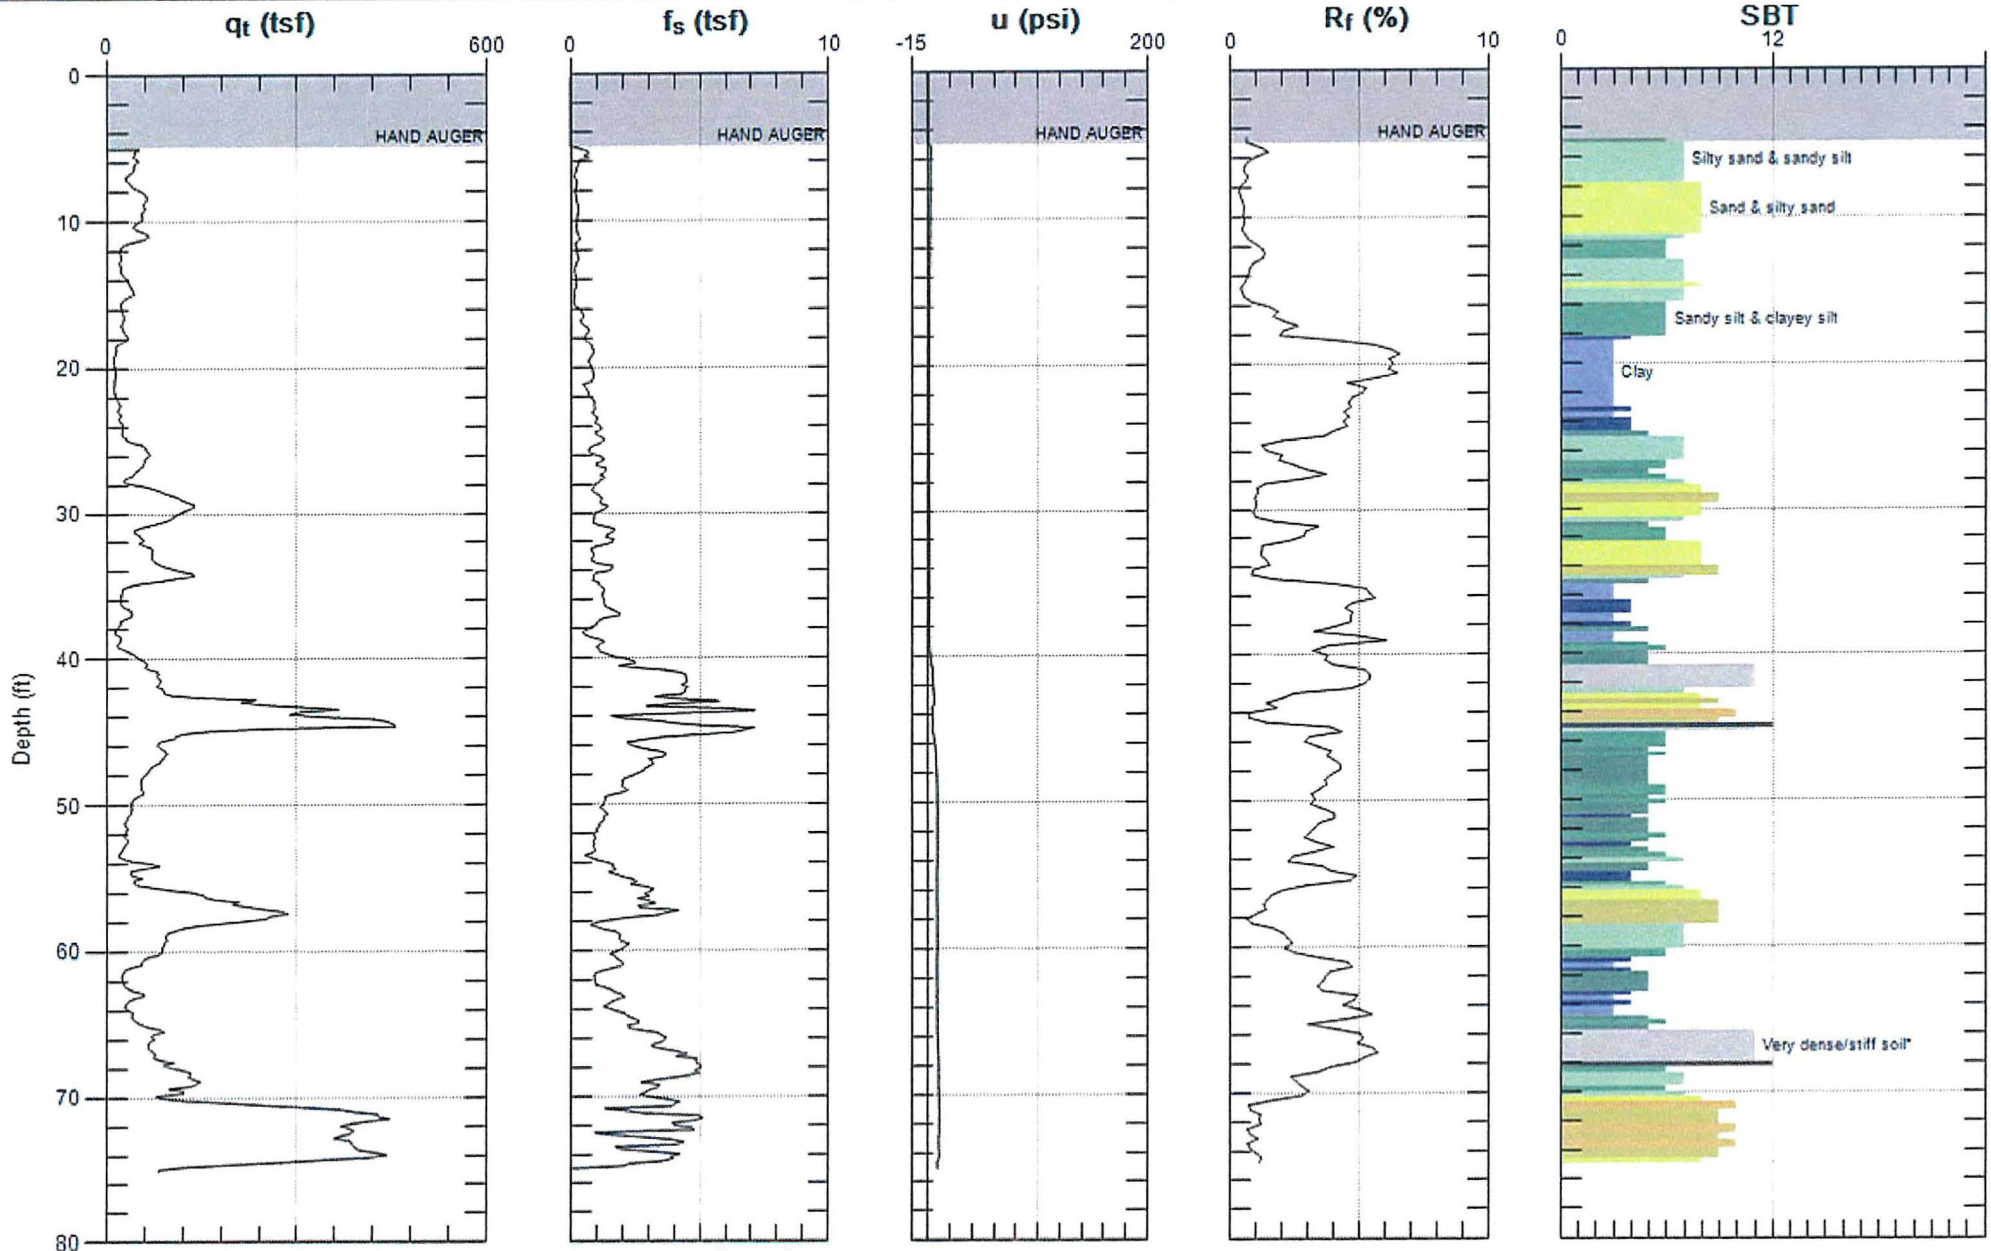 qt (tsf) fs (tsf) u (psi) Rf (%) SBT
0 600 0 10 -15 200 0 10 0 12
0
HAND AUGER HAND AUGER HAND AUGER HAND AUGER
Silty sand & sandy silt
Sand & silty sand
10
Sandy silt & clayey silt
20
Clay
30
40
Depth (ft)
50
60
Very dense/stiff soil*
70
80